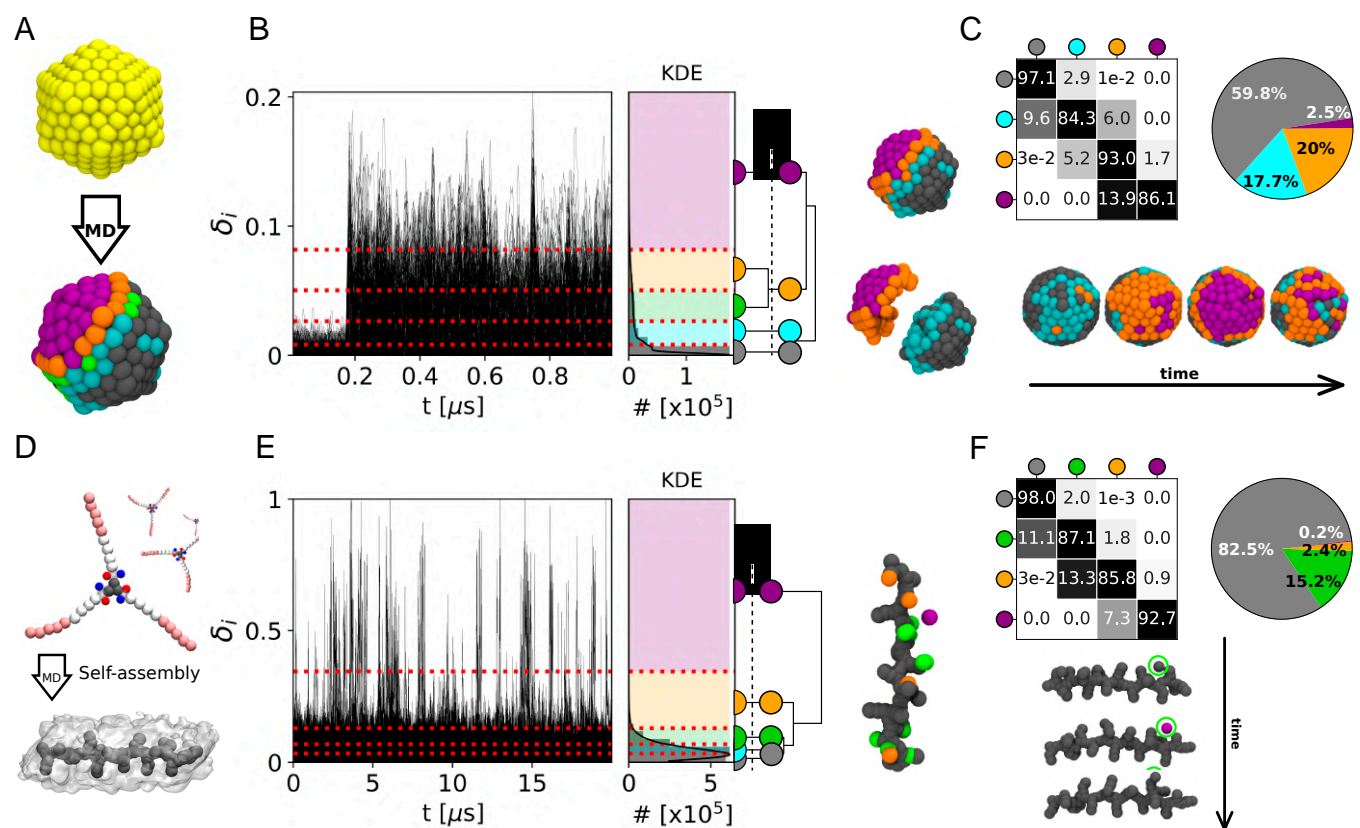 A
MD
B
KDE
δᵢ
0.2
0.1
0
0.2 0.4 0.6 0.8
t [μs]
0 1
# [x10⁵]
C
97.1 2.9 1e-2 0.0
9.6 84.3 6.0 0.0
3e-2 5.2 93.0 1.7
0.0 0.0 13.9 86.1
59.8%
2.5%
20%
17.7%
time
D
MD
Self-assembly
E
KDE
δᵢ
1
0.5
0
0 5 10 15
t [μs]
0 5
# [x10⁵]
F
98.0 2.0 1e-3 0.0
11.1 87.1 1.8 0.0
3e-2 13.3 85.8 0.9
0.0 0.0 7.3 92.7
82.5%
0.2%
2.4%
15.2%
time